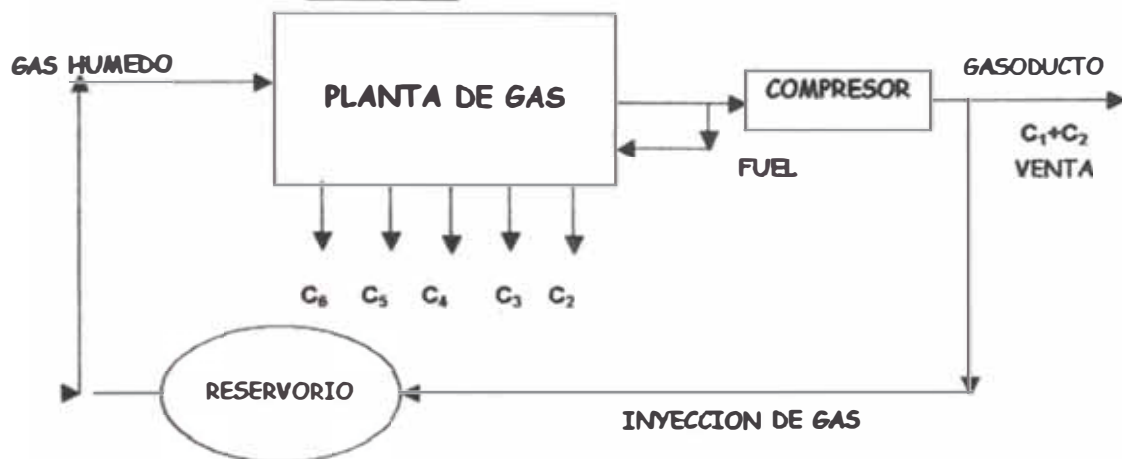 GAS HUMEDO
PLANTA DE GAS
COMPRESOR
GASODUCTO
C₁+C₂
VENTA
FUEL
C₆ C₅ C₄ C₃ C₂
RESERVORIO
INYECCION DE GAS